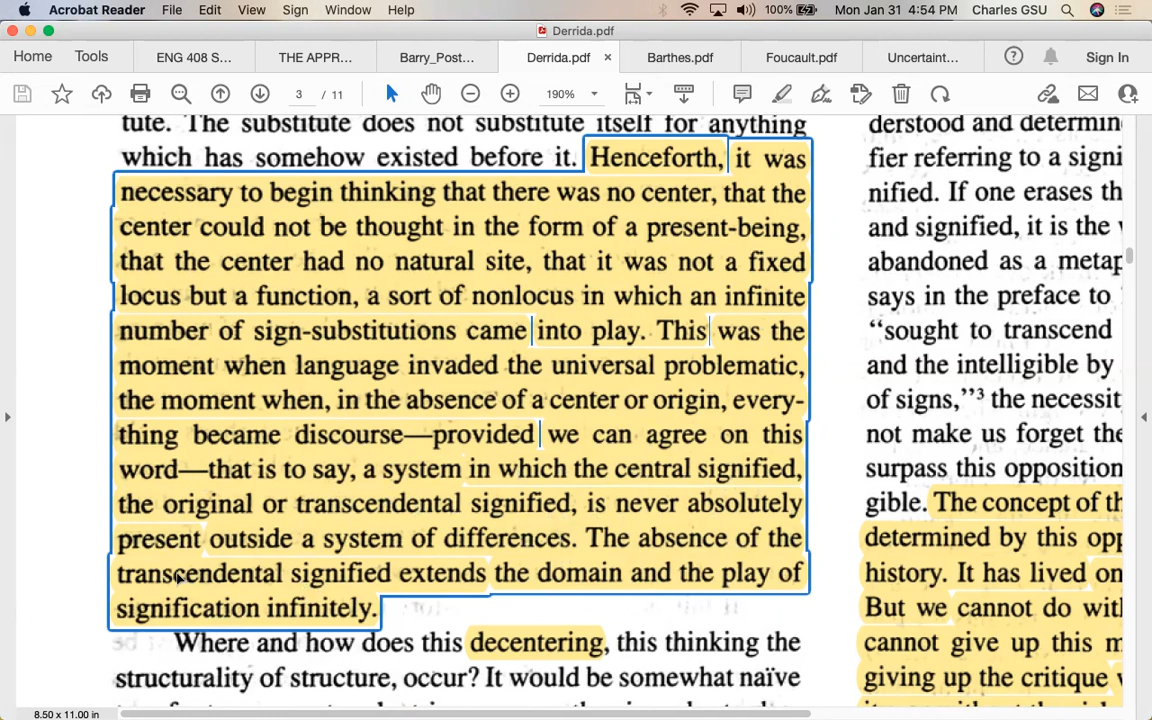 Acrobat Reader File Edit View Sign Window Help 100% Mon Jan 31 4:54 PM Charles GSU
Derrida.pdf
Home Tools ENG 408 S... THE APPR... Barry_Post... Derrida.pdf × Barthes.pdf Foucault.pdf Uncertaint... Sign In
3 / 11 190%
tute. The substitute does not substitute itself for anything
which has somehow existed before it. Henceforth, it was
necessary to begin thinking that there was no center, that the
center could not be thought in the form of a present-being,
that the center had no natural site, that it was not a fixed
locus but a function, a sort of nonlocus in which an infinite
number of sign-substitutions came into play. This was the
moment when language invaded the universal problematic,
the moment when, in the absence of a center or origin, every-
thing became discourse—provided we can agree on this
word—that is to say, a system in which the central signified,
the original or transcendental signified, is never absolutely
present outside a system of differences. The absence of the
transcendental signified extends the domain and the play of
signification infinitely.
Where and how does this decentering, this thinking the
structurality of structure, occur? It would be somewhat naïve
derstood and determin
fier referring to a signi
nified. If one erases th
and signified, it is the
abandoned as a metap
says in the preface to
“sought to transcend
and the intelligible by
of signs,”³ the necessit
not make us forget the
surpass this opposition
gible. The concept of th
determined by this opp
history. It has lived on
But we cannot do with
cannot give up this m
giving up the critique
8.50 x 11.00 in